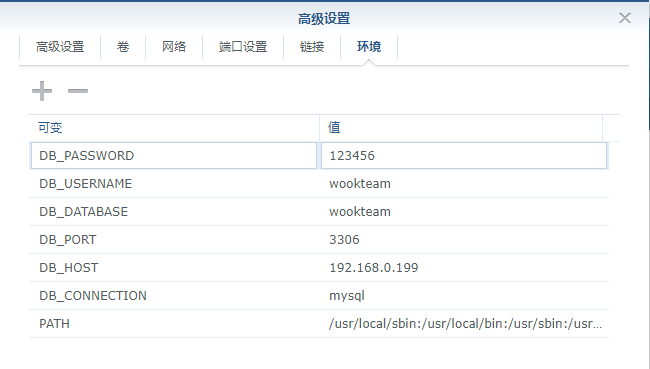 高级设置
高级设置 卷 网络 端口设置 链接 环境
可变 值
DB_PASSWORD 123456
DB_USERNAME wookteam
DB_DATABASE wookteam
DB_PORT 3306
DB_HOST 192.168.0.199
DB_CONNECTION mysql
PATH /usr/local/sbin:/usr/local/bin:/usr/sbin:/usr...